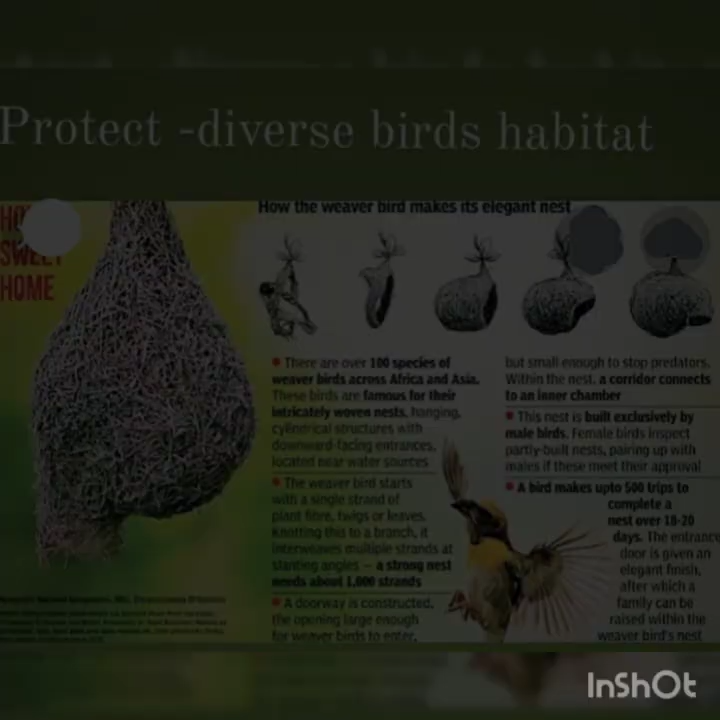 Protect -diverse birds habitat
SWEET
HOME
How the weaver bird makes its elegant nest
• There are over 100 species of
weaver birds across Africa and Asia.
These birds are famous for their
intricately woven nests, hanging,
cylindrical structures with
downward-facing entrances,
located near water sources
• The weaver bird starts
with a single strand of
plant fibre, twigs or leaves.
Knotting this to a branch, it
interweaves multiple strands at
slanting angles – a strong nest
needs about 1,000 strands
• A doorway is constructed,
the opening large enough
for weaver birds to enter,
but small enough to stop predators.
Within the nest, a corridor connects
to an inner chamber
• This nest is built exclusively by
male birds. Female birds inspect
partly-built nests, pairing up with
males if these meet their approval
• A bird makes upto 500 trips to
complete a
nest over 18-20
days. The entrance
door is given an
elegant finish,
after which a
family can be
raised within the
weaver bird's nest
InShOt